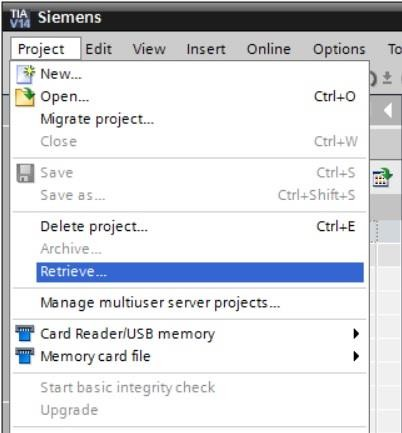 TIA V14 Siemens
Project Edit View Insert Online Options To
New...
Open... Ctrl+O
Migrate project...
Close Ctrl+W
Save Ctrl+S
Save as... Ctrl+Shift+S
Delete project... Ctrl+E
Archive...
Retrieve...
Manage multiuser server projects...
Card Reader/USB memory
Memory card file
Start basic integrity check
Upgrade